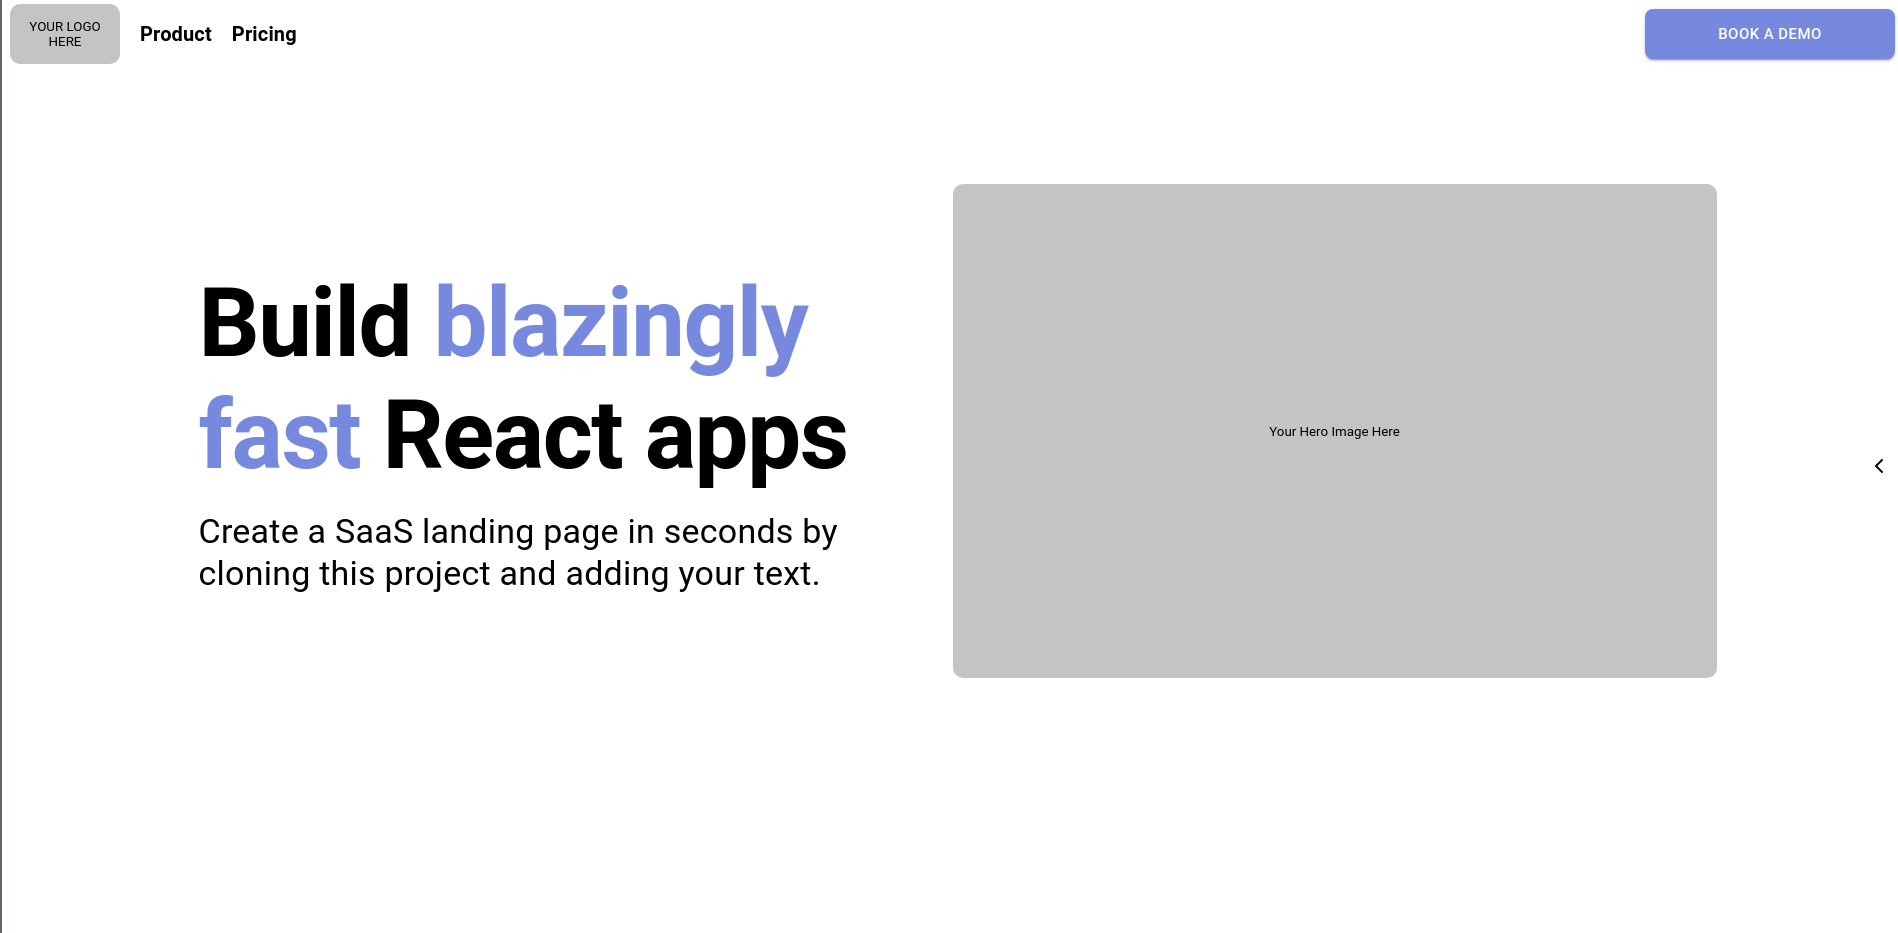 YOUR LOGO
HERE
Product
Pricing
BOOK A DEMO
Build blazingly
fast React apps
Create a SaaS landing page in seconds by
cloning this project and adding your text.
Your Hero Image Here